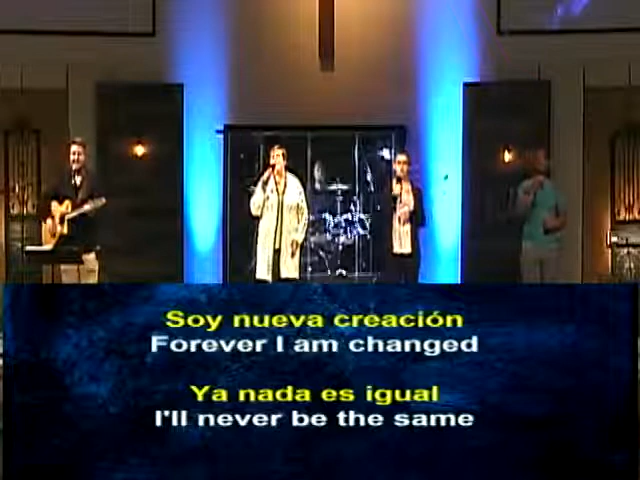 Soy nueva creación
Forever I am changed
Ya nada es igual
I'll never be the same